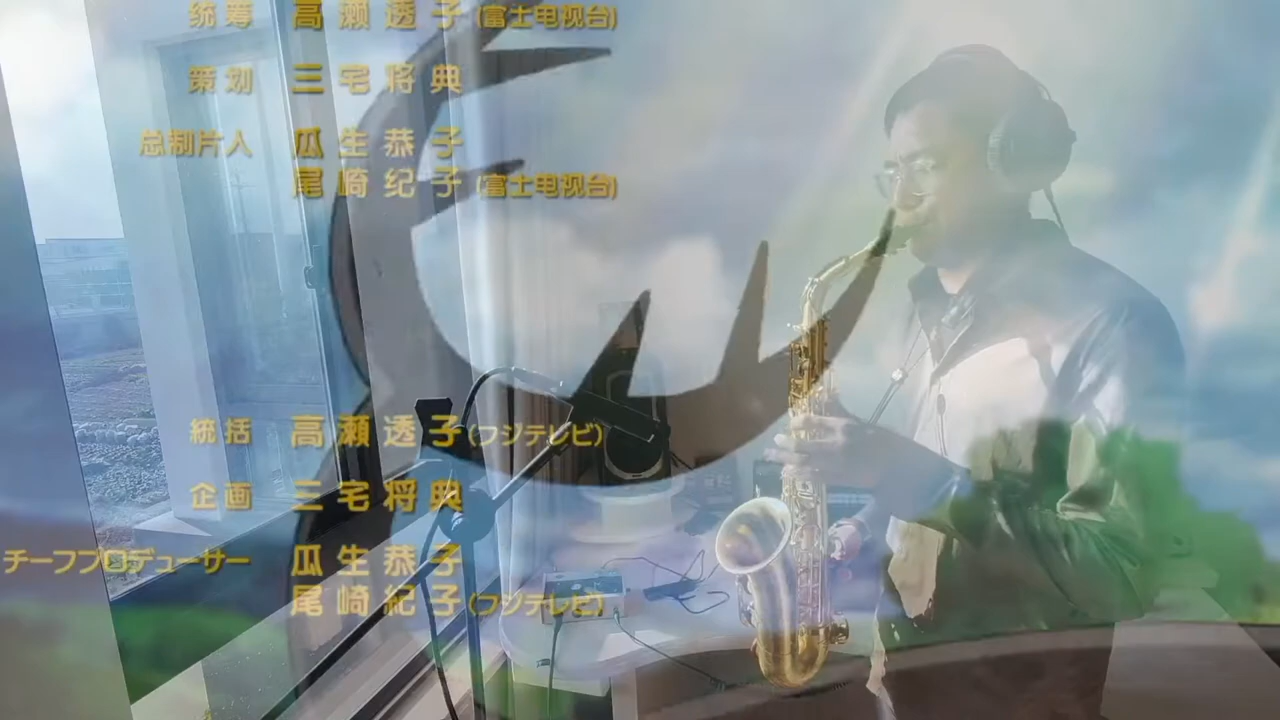 统筹 高瀬透子(富士电视台)
策划 三宅将典
总制片人 瓜生恭子
尾崎纪子(富士电视台)
統括 高瀬透子(フジテレビ)
企画 三宅将典
チーフプロデューサー 瓜生恭子
尾崎紀子(フジテレビ)